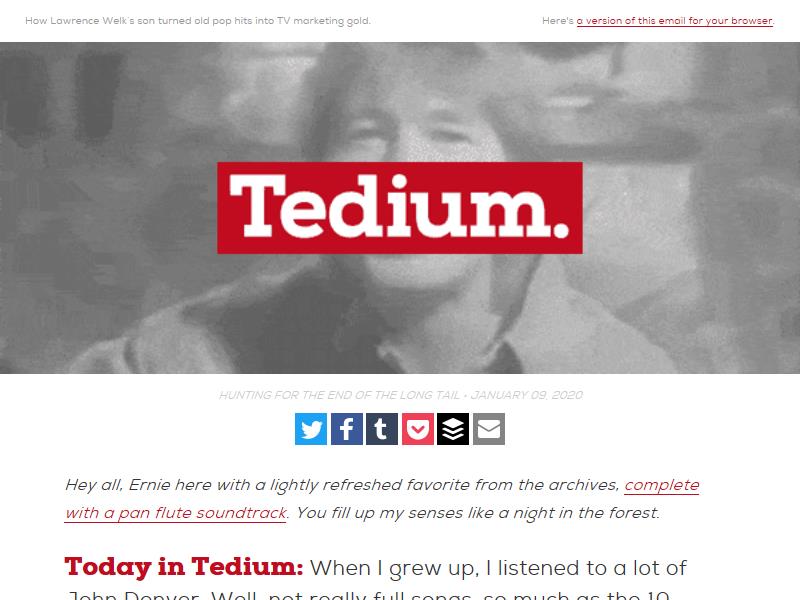 How Lawrence Welk's son turned old pop hits into TV marketing gold.
Here's a version of this email for your browser.
Tedium.
HUNTING FOR THE END OF THE LONG TAIL • JANUARY 09, 2020
Hey all, Ernie here with a lightly refreshed favorite from the archives, complete
with a pan flute soundtrack. You fill up my senses like a night in the forest.
Today in Tedium: When I grew up, I listened to a lot of
John Denver. Well, not really full songs, so much as the 10